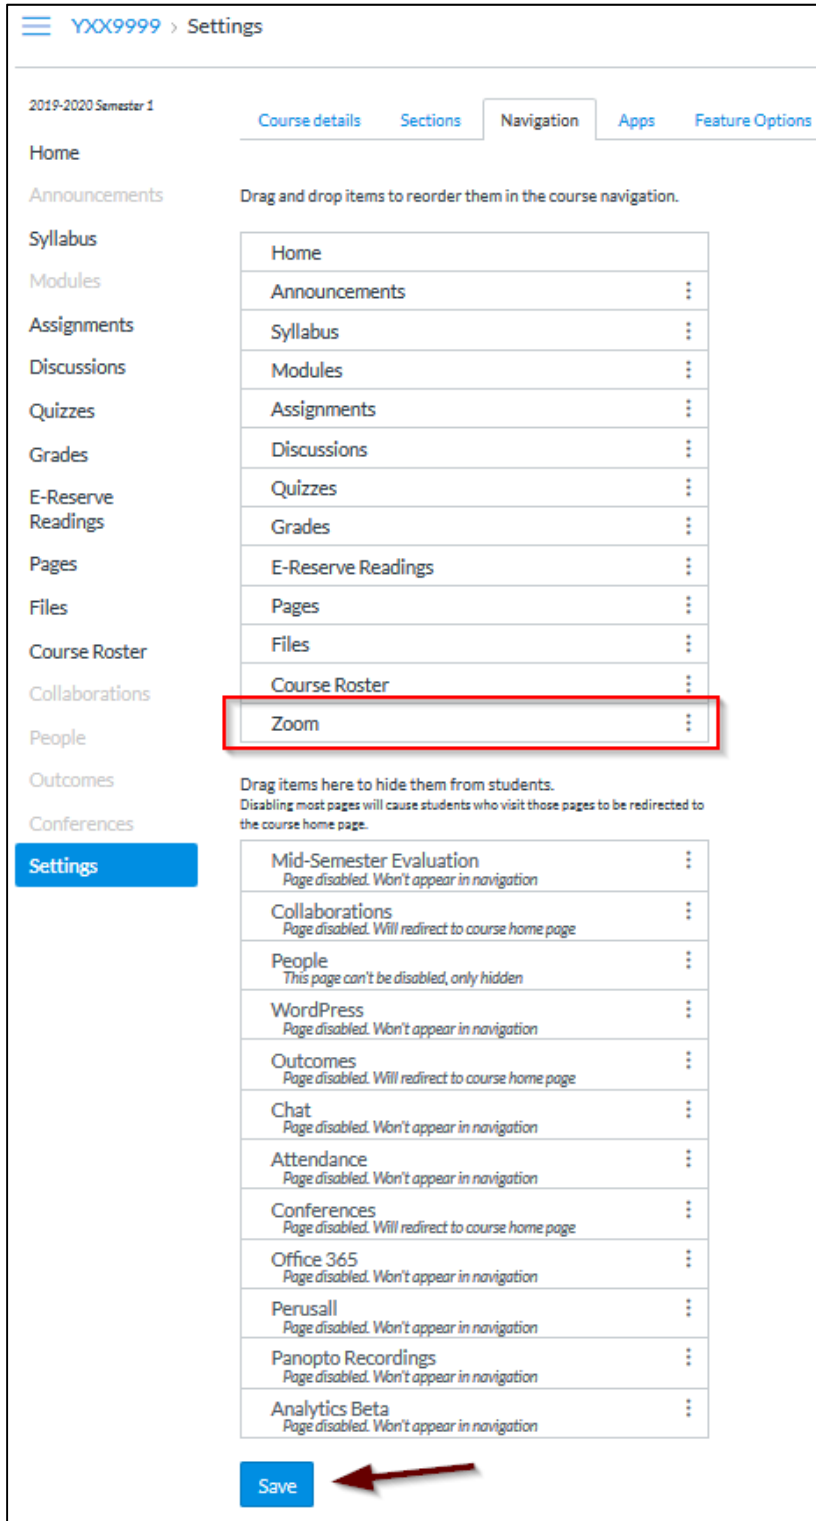 YXX9999 > Settings
2019-2020 Semester 1
Home
Announcements
Syllabus
Modules
Assignments
Discussions
Quizzes
Grades
E-Reserve
Readings
Pages
Files
Course Roster
Collaborations
People
Outcomes
Conferences
Settings
Course details Sections Navigation Apps Feature Options
Drag and drop items to reorder them in the course navigation.
Home
Announcements
Syllabus
Modules
Assignments
Discussions
Quizzes
Grades
E-Reserve Readings
Pages
Files
Course Roster
Zoom
Drag items here to hide them from students.
Disabling most pages will cause students who visit those pages to be redirected to
the course home page.
Mid-Semester Evaluation
Page disabled. Won't appear in navigation
Collaborations
Page disabled. Will redirect to course home page
People
This page can't be disabled, only hidden
WordPress
Page disabled. Won't appear in navigation
Outcomes
Page disabled. Will redirect to course home page
Chat
Page disabled. Won't appear in navigation
Attendance
Page disabled. Won't appear in navigation
Conferences
Page disabled. Will redirect to course home page
Office 365
Page disabled. Won't appear in navigation
Perusall
Page disabled. Won't appear in navigation
Panopto Recordings
Page disabled. Won't appear in navigation
Analytics Beta
Page disabled. Won't appear in navigation
Save